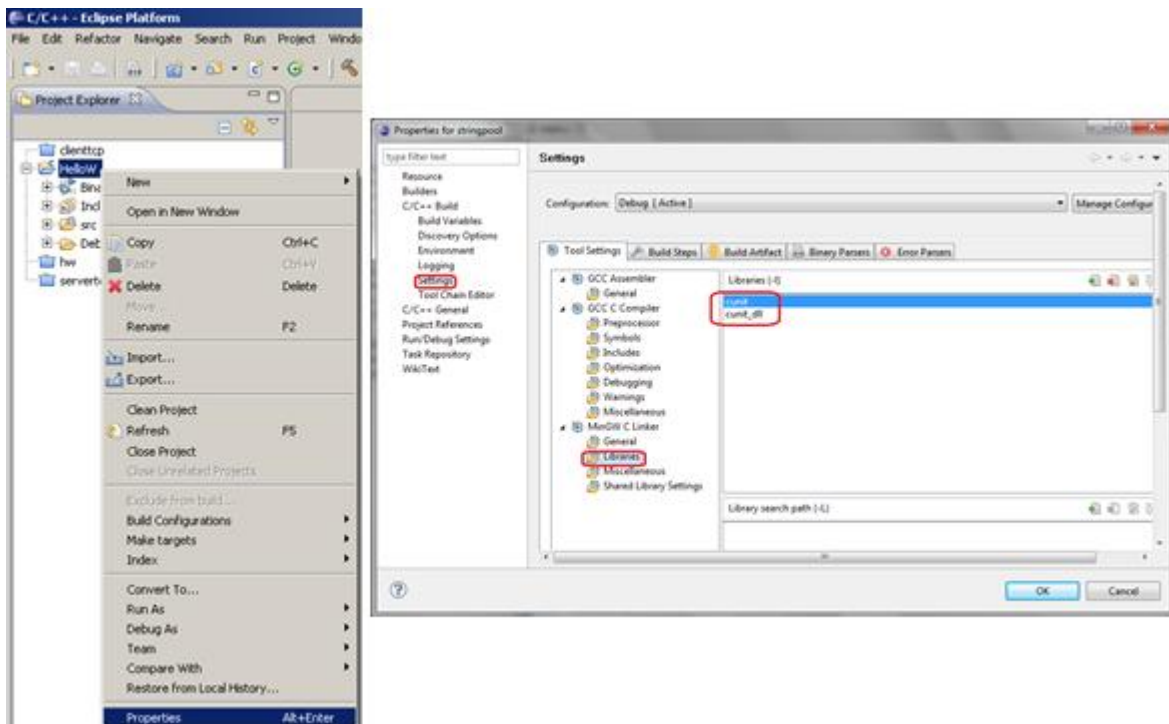 C/C++ - Eclipse Platform
File Edit Refactor Navigate Search Run Project Windo
Project Explorer
clienttcp
HelloW
Bina
Incl
src
Deb
hw
serverto
New
Open in New Window
Copy Ctrl+C
Paste Ctrl+V
Delete Delete
Move...
Rename F2
Import...
Export...
Clean Project
Refresh F5
Close Project
Close Unrelated Projects
Exclude from build...
Build Configurations
Make targets
Index
Convert To...
Run As
Debug As
Team
Compare With
Restore from Local History...
Properties Alt+Enter
Properties for stringpool
type filter text
Resource
Builders
C/C++ Build
Build Variables
Discovery Options
Environment
Logging
Settings
Tool Chain Editor
C/C++ General
Project References
Run/Debug Settings
Task Repository
WikiText
Settings
Configuration: Debug [ Active ]
Manage Configur
Tool Settings Build Steps Build Artifact Binary Parsers Error Parsers
GCC Assembler
General
GCC C Compiler
Preprocessor
Symbols
Includes
Optimization
Debugging
Warnings
Miscellaneous
MinGW C Linker
General
Libraries
Miscellaneous
Shared Library Settings
Libraries (-l)
cunit
cunit_dll
Library search path (-L)
OK Cancel